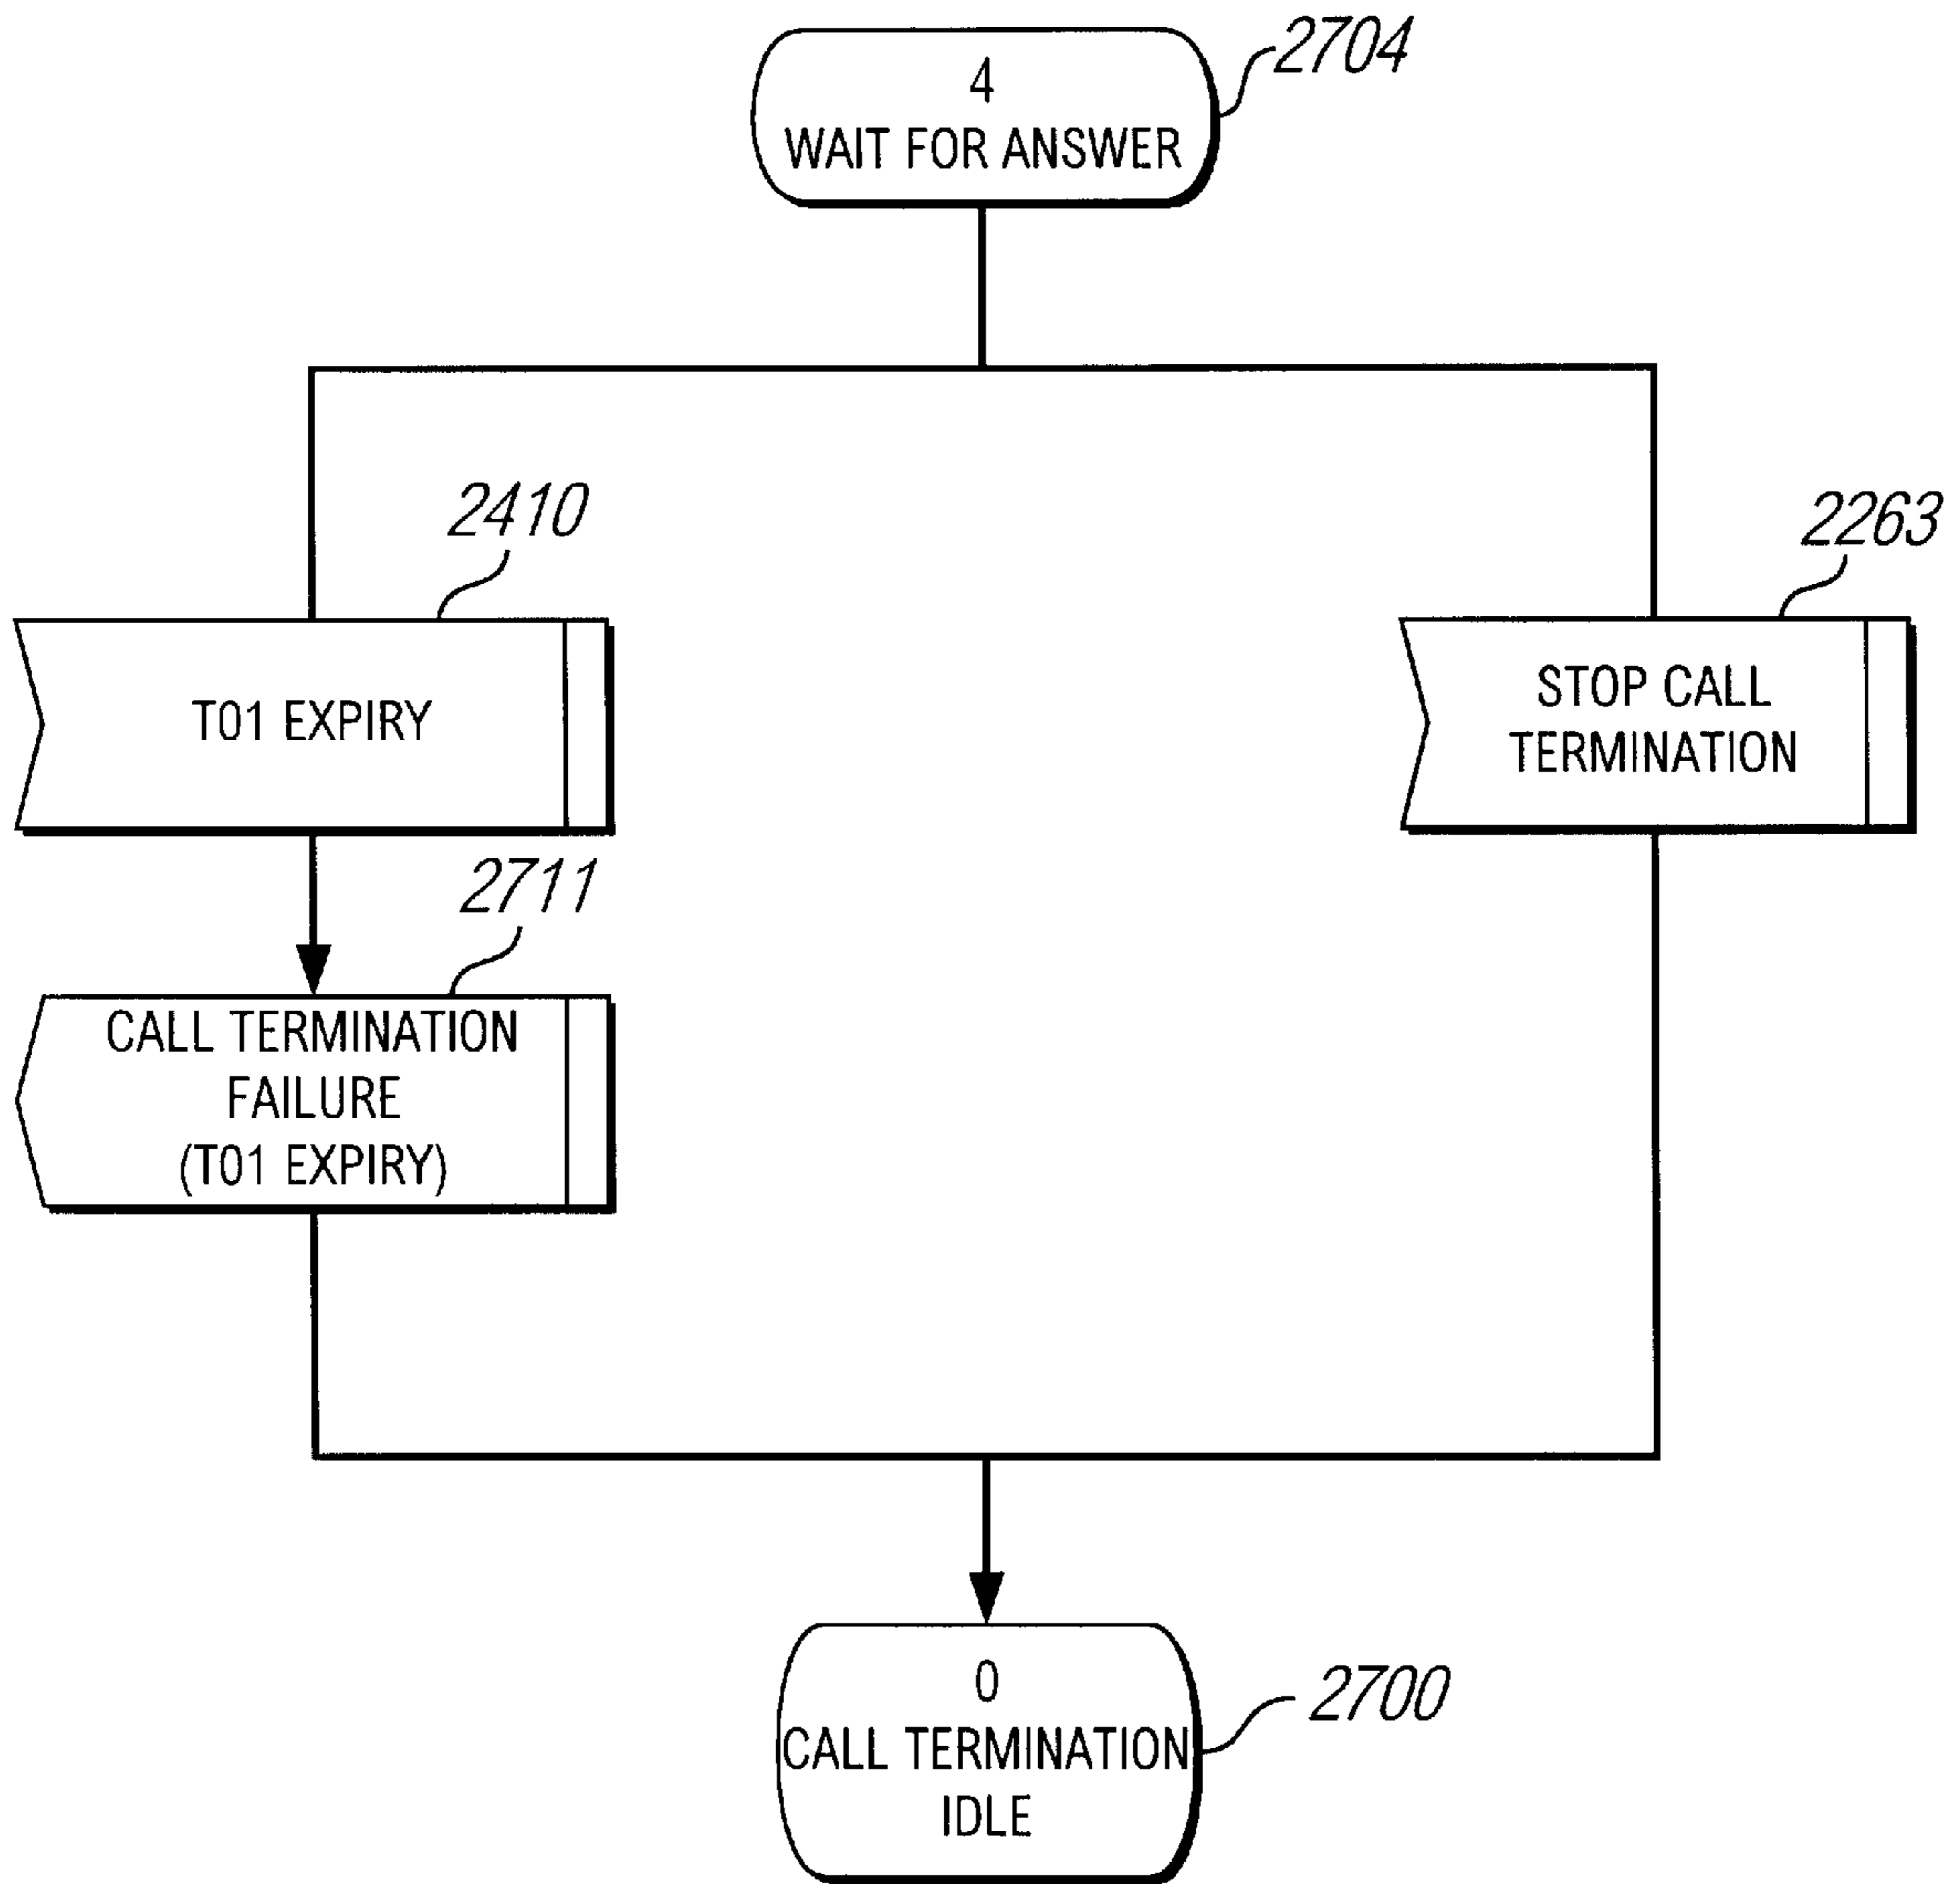 2704
4
WAIT FOR ANSWER
2410
2263
T01 EXPIRY
STOP CALL
TERMINATION
2711
CALL TERMINATION
FAILURE
(T01 EXPIRY)
0
CALL TERMINATION
IDLE
2700